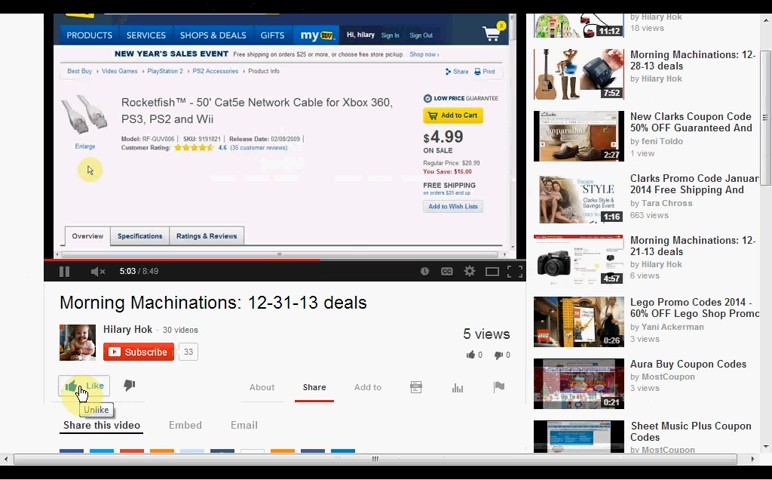 PRODUCTS SERVICES SHOPS & DEALS GIFTS my Hi, hilary Sign In Sign Out
NEW YEAR'S SALES EVENT Free shipping on orders $25 or more, or choose free store pickup. Shop now ›
Best Buy › Video Games › PlayStation 2 › PS2 Accessories › Product Info
Share Print
Rocketfish™ - 50' Cat5e Network Cable for Xbox 360,
PS3, PS2 and Wii
Model: RF-GUV006 SKU: 9191821 Release Date: 02/08/2009
Customer Rating: 4.6 (35 customer reviews)
Enlarge
LOW PRICE GUARANTEE
Add to Cart
$4.99
ON SALE
Regular Price: $20.99
You Save: $16.00
FREE SHIPPING
on orders $25 and up
Add to Wish Lists
Overview Specifications Ratings & Reviews
5:03 / 8:49
CC
Morning Machinations: 12-31-13 deals
Hilary Hok · 30 videos
Subscribe 33
5 views
0 0
Like
Unlike
About Share Add to
Share this video Embed Email
by Hilary Hok
18 views
11:12
Morning Machinations: 12-
28-13 deals
by Hilary Hok
7:52
New Clarks Coupon Code
50% OFF Guaranteed And
by feni Toldo
1 view
2:27
Clarks Promo Code Januar
2014 Free Shipping And
by Tara Chross
663 views
STYLE
1:16
Morning Machinations: 12-
21-13 deals
by Hilary Hok
6 views
4:57
Lego Promo Codes 2014 -
60% OFF Lego Shop Promo
by Yani Ackerman
3 views
0:26
Aura Buy Coupon Codes
by MostCoupon
3 views
0:21
Sheet Music Plus Coupon
Codes
by MostCoupon